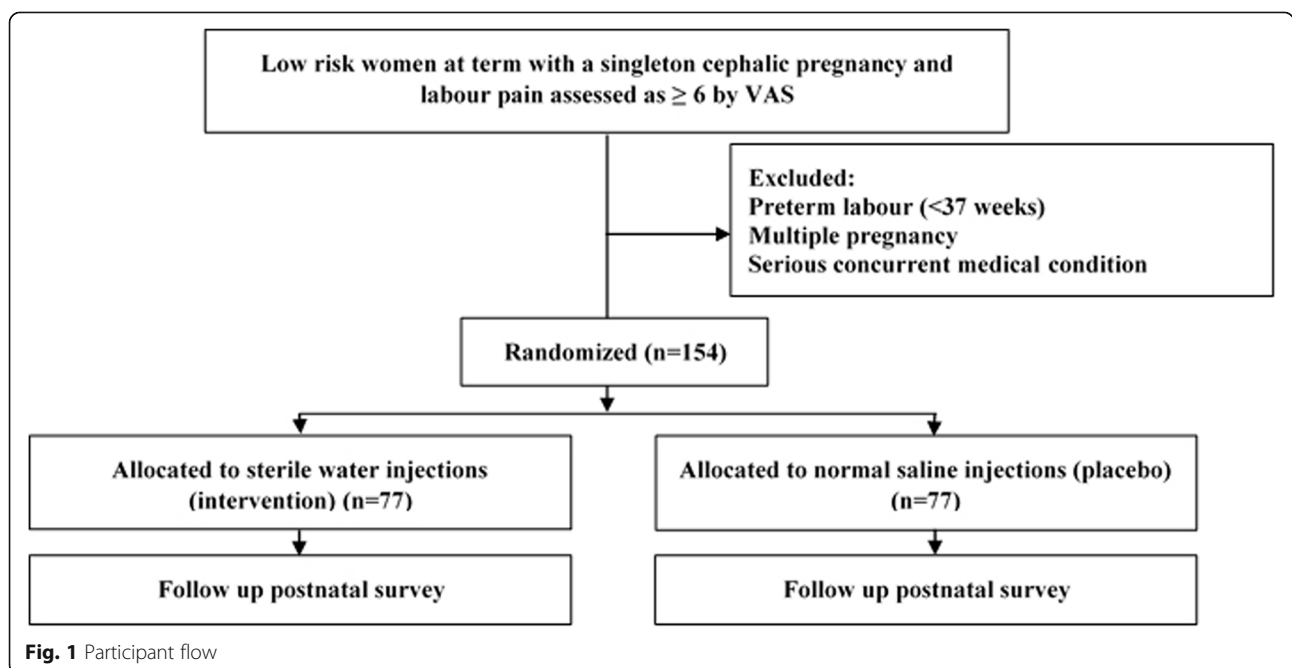 Low risk women at term with a singleton cephalic pregnancy and
labour pain assessed as ≥ 6 by VAS
Excluded:
Preterm labour (<37 weeks)
Multiple pregnancy
Serious concurrent medical condition
Randomized (n=154)
Allocated to sterile water injections
(intervention) (n=77)
Allocated to normal saline injections (placebo)
(n=77)
Follow up postnatal survey
Follow up postnatal survey
Fig. 1 Participant flow